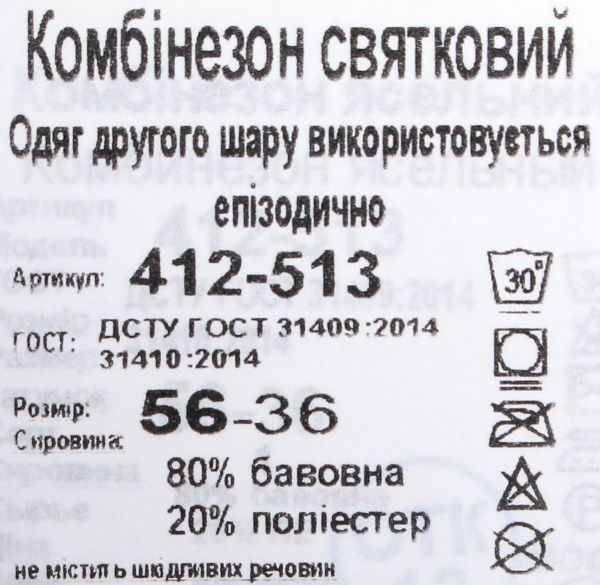 Комбінезон святковий
Одяг другого шару використовується
епізодично
Артикул: 412-513
30°
ГОСТ: ДСТУ ГОСТ 31409:2014
31410:2014
Розмір: 56-36
Сировина:
80% бавовна
20% поліестер
не містить шкідливих речовин